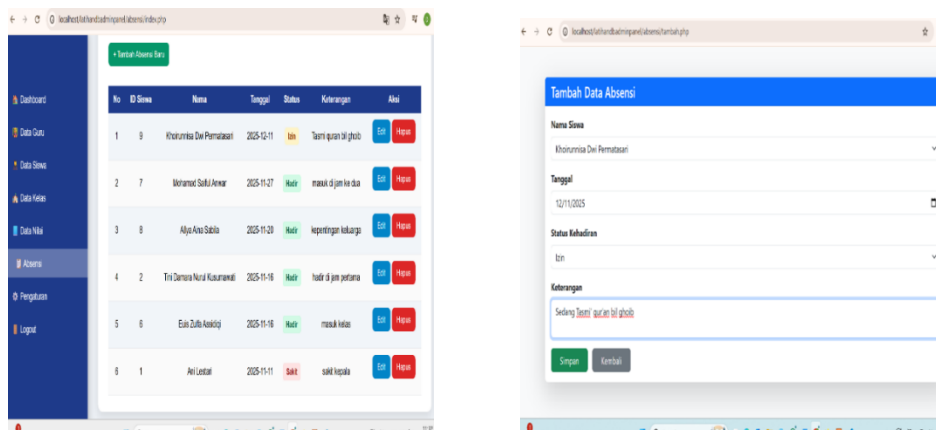 localhost/latihandbadminpanel/absensi/index.php
+ Tambah Absensi Baru
Dashboard
Data Guru
Data Siswa
Data Kelas
Data Nilai
Absensi
Pengaturan
Logout
No ID Siswa Nama Tanggal Status Keterangan Aksi
1 9 Khoirunnisa Dwi Permatasari 2025-12-11 Izin Tasmi quran bil ghoib Edit Hapus
2 7 Mohamad Saiful Anwar 2025-11-27 Hadir masuk di jam ke dua Edit Hapus
3 8 Aliya Aina Sabila 2025-11-20 Hadir kepentingan keluarga Edit Hapus
4 2 Tini Damara Nurul Kusumawati 2025-11-16 Hadir hadir di jam pertama Edit Hapus
5 6 Euis Zulfa Assidiqi 2025-11-16 Hadir masuk kelas Edit Hapus
6 1 Ani Lestari 2025-11-11 Sakit sakit kepala Edit Hapus
localhost/latihandbadminpanel/absensi/tambah.php
Tambah Data Absensi
Nama Siswa
Khoirunnisa Dwi Permatasari
Tanggal
12/11/2025
Status Kehadiran
Izin
Keterangan
Sedang Tasmi' qur'an bil ghoib
Simpan Kembali